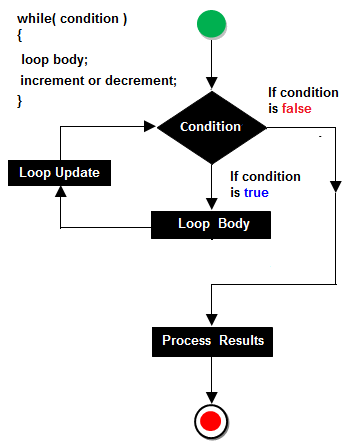 while( condition )
{
loop body;
increment or decrement;
}
If condition
is false
Condition
If condition
is true
Loop Update
Loop Body
Process Results